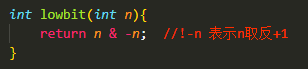 int lowbit(int n){
    return n & -n;  //!-n 表示n取反+1
}